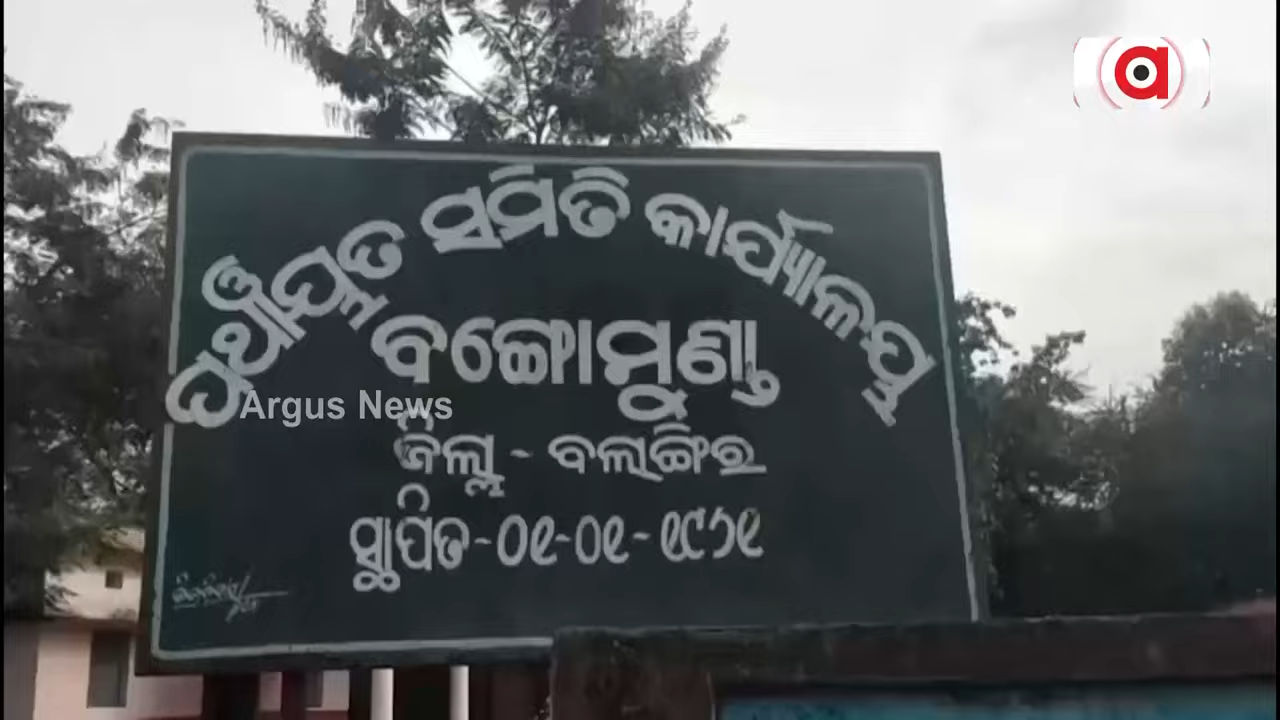 ପଞ୍ଚାୟତ ସମିତି କାର୍ଯ୍ୟାଳୟ
ବଙ୍ଗୋମୁଣ୍ଡା
Argus News
ଜିଲ୍ଲା - ବଲାଙ୍ଗିର
ସ୍ଥାପିତ-୦୧-୦୧-୧୯୬୧